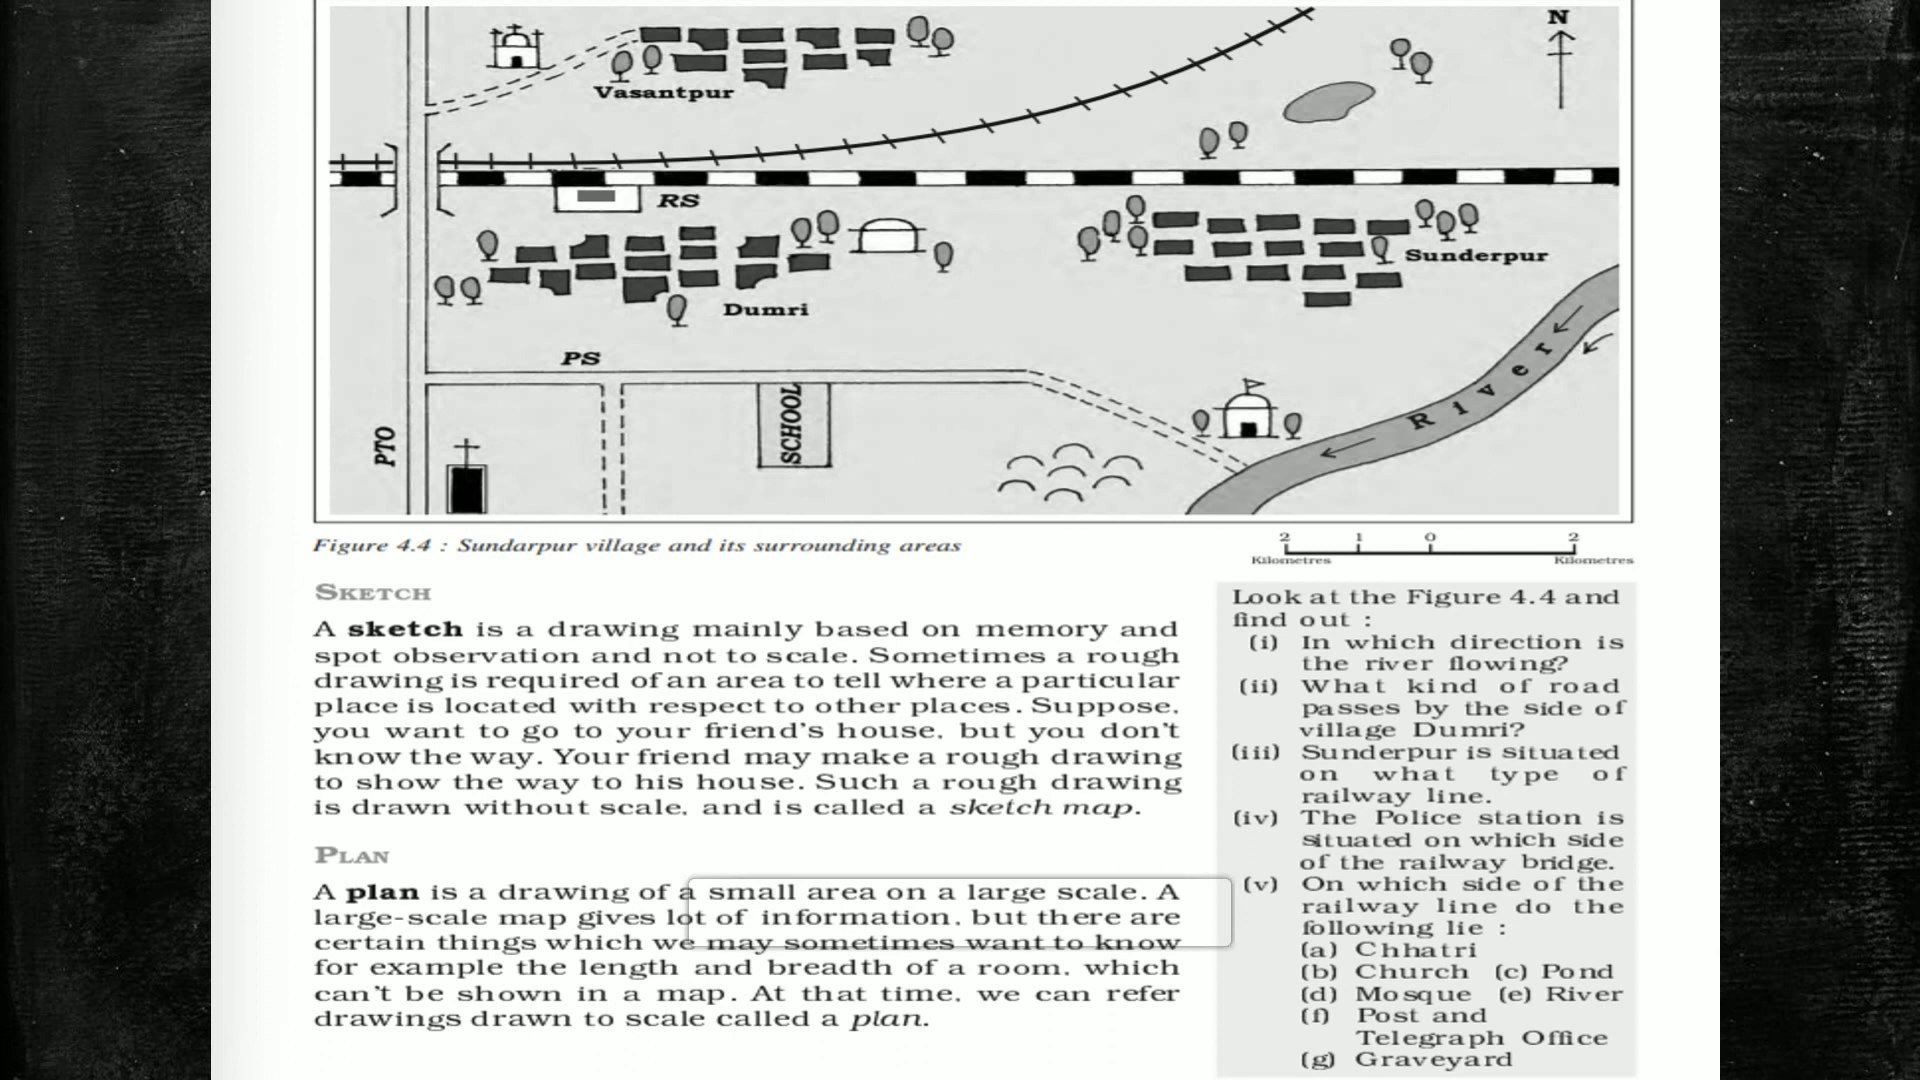 N
Vasantpur
RS
Sunderpur
Dumri
PS
River
SCHOOL
PTO
Figure 4.4 : Sundarpur village and its surrounding areas
2 1 0 2
Kilometres Kilometres
SKETCH
A sketch is a drawing mainly based on memory and
spot observation and not to scale. Sometimes a rough
drawing is required of an area to tell where a particular
place is located with respect to other places. Suppose,
you want to go to your friend's house, but you don't
know the way. Your friend may make a rough drawing
to show the way to his house. Such a rough drawing
is drawn without scale, and is called a sketch map.
PLAN
A plan is a drawing of a small area on a large scale. A
large-scale map gives lot of information, but there are
certain things which we may sometimes want to know
for example the length and breadth of a room, which
can't be shown in a map. At that time, we can refer
drawings drawn to scale called a plan.
Look at the Figure 4.4 and
find out :
(i) In which direction is
the river flowing?
(ii) What kind of road
passes by the side of
village Dumri?
(iii) Sunderpur is situated
on what type of
railway line.
(iv) The Police station is
situated on which side
of the railway bridge.
(v) On which side of the
railway line do the
following lie :
(a) Chhatri
(b) Church (c) Pond
(d) Mosque (e) River
(f) Post and
Telegraph Office
(g) Graveyard